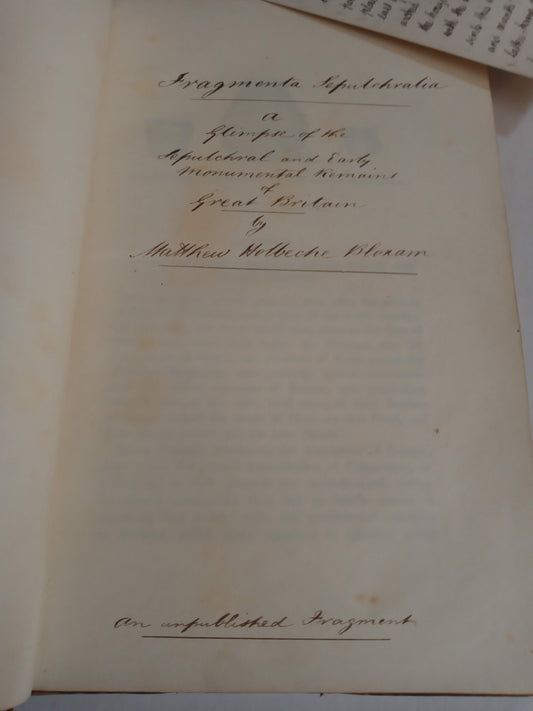 Fragmenta Sepulchralia
a
Glimpse of the
Sepulchral and Early
Monumental Remains
of
Great Britain
by
Matthew Holbeche Bloxam
An unpublished Fragment